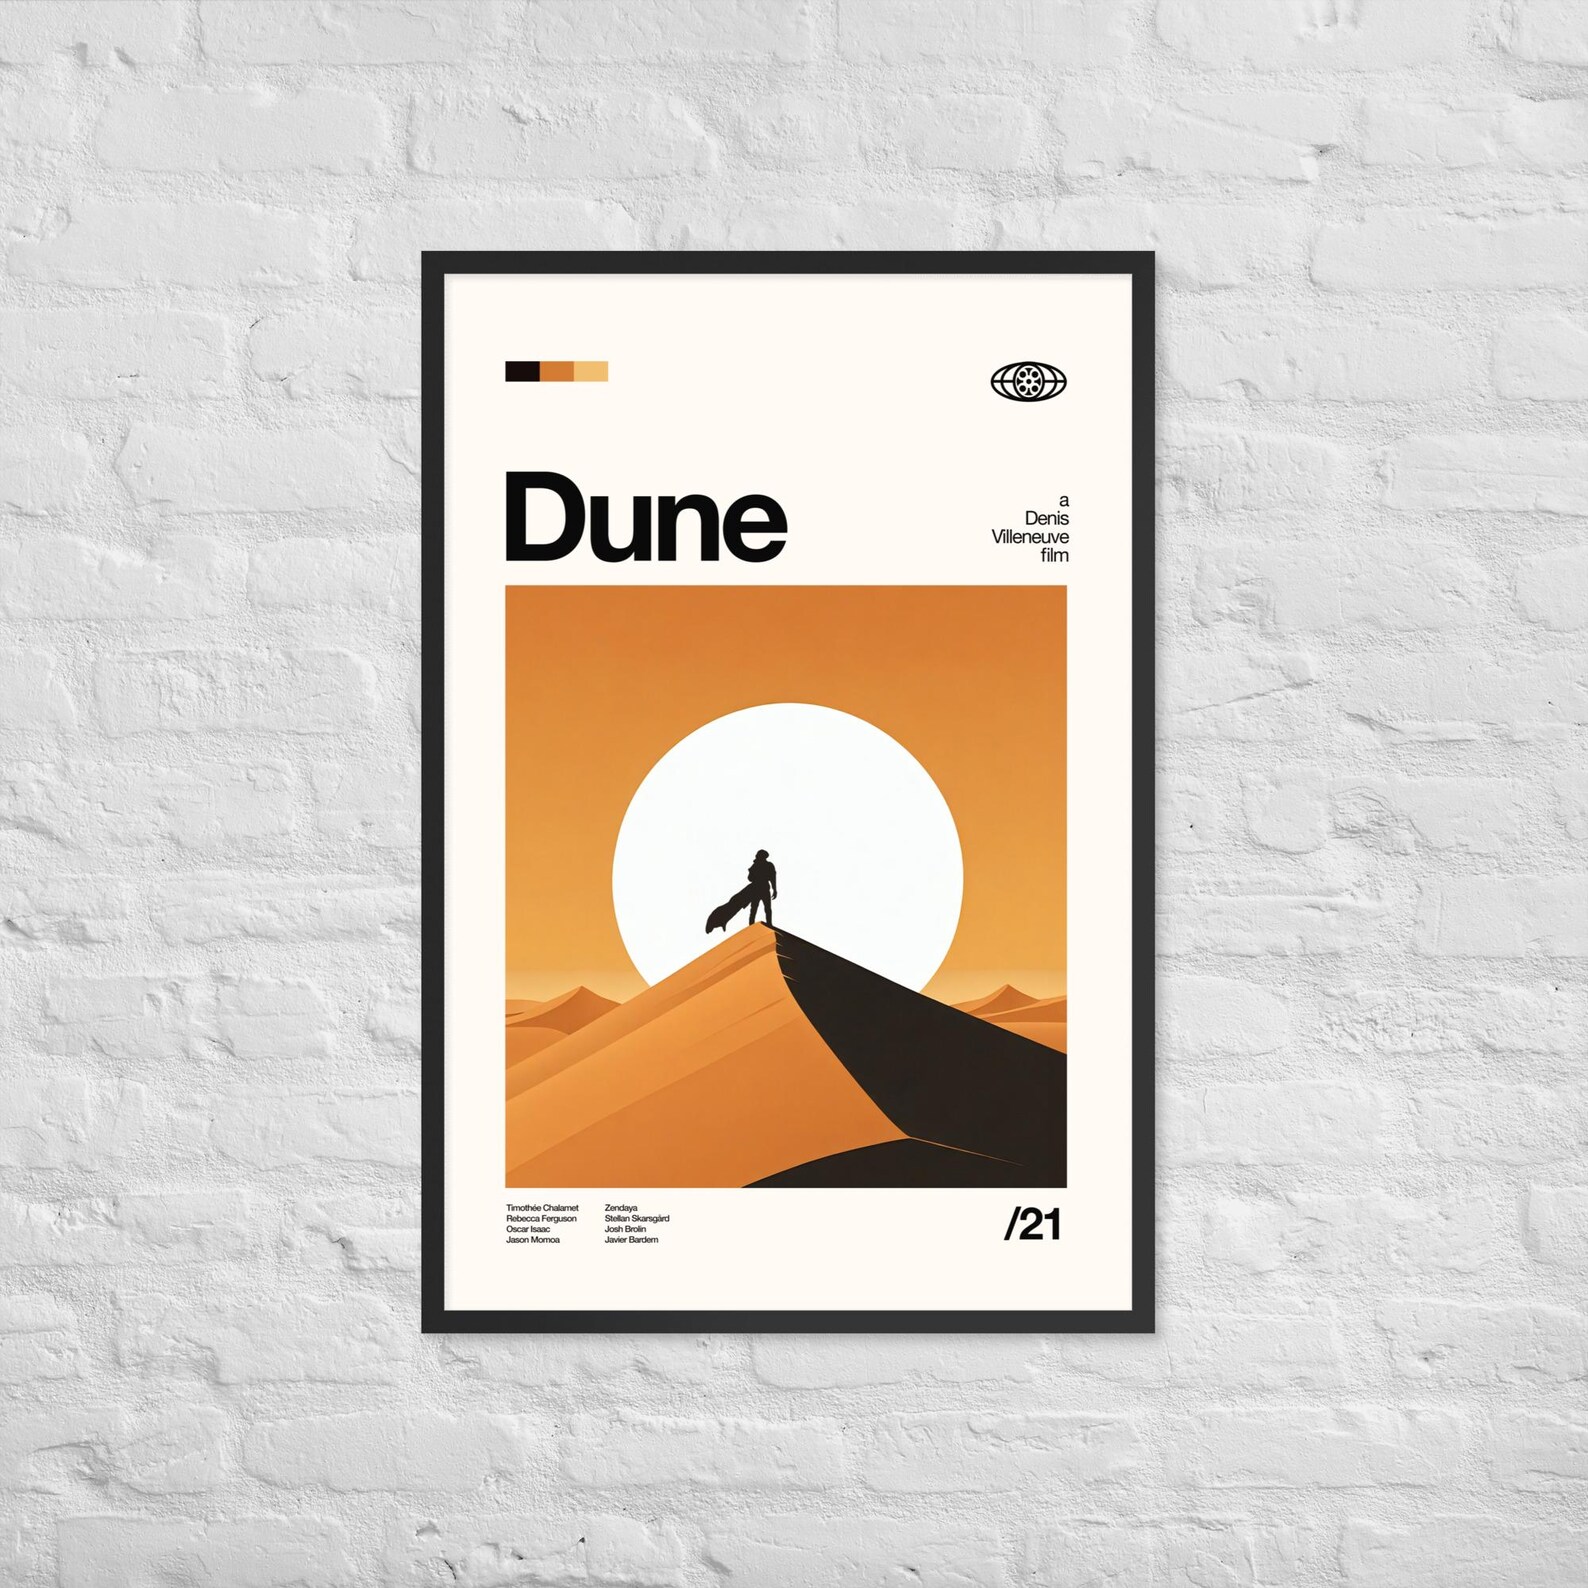 Dune
a
Denis
Villeneuve
film
Timothée Chalamet
Rebecca Ferguson
Oscar Isaac
Jason Momoa
Zendaya
Stellan Skarsgård
Josh Brolin
Javier Bardem
/21